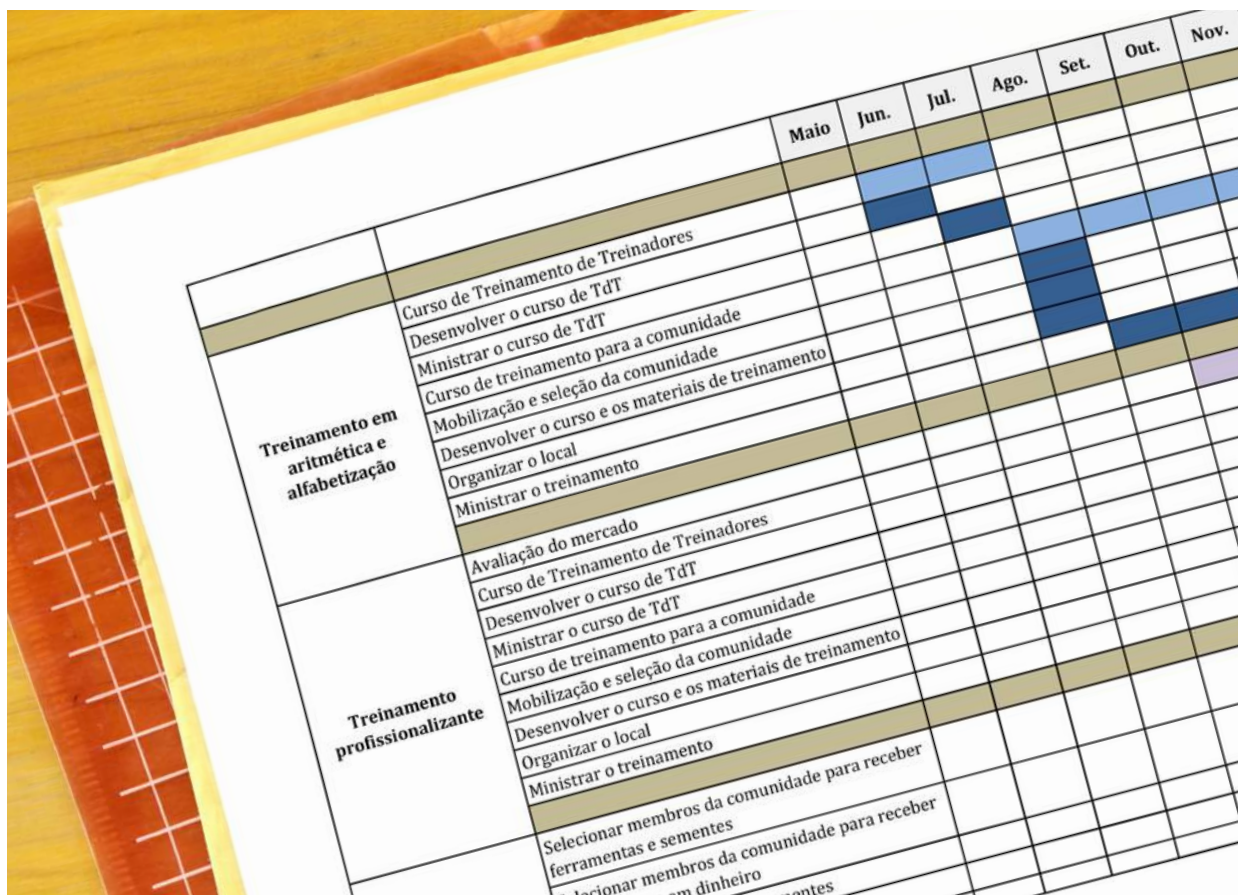 Maio Jun. Jul. Ago. Set. Out. Nov.
Treinamento em
aritmética e
alfabetização
Curso de Treinamento de Treinadores
Desenvolver o curso de TdT
Ministrar o curso de TdT
Curso de treinamento para a comunidade
Mobilização e seleção da comunidade
Desenvolver o curso e os materiais de treinamento
Organizar o local
Ministrar o treinamento
Treinamento
profissionalizante
Avaliação do mercado
Curso de Treinamento de Treinadores
Desenvolver o curso de TdT
Ministrar o curso de TdT
Curso de treinamento para a comunidade
Mobilização e seleção da comunidade
Desenvolver o curso e os materiais de treinamento
Organizar o local
Ministrar o treinamento
Selecionar membros da comunidade para receber
ferramentas e sementes
membros da comunidade para receber
dinheiro